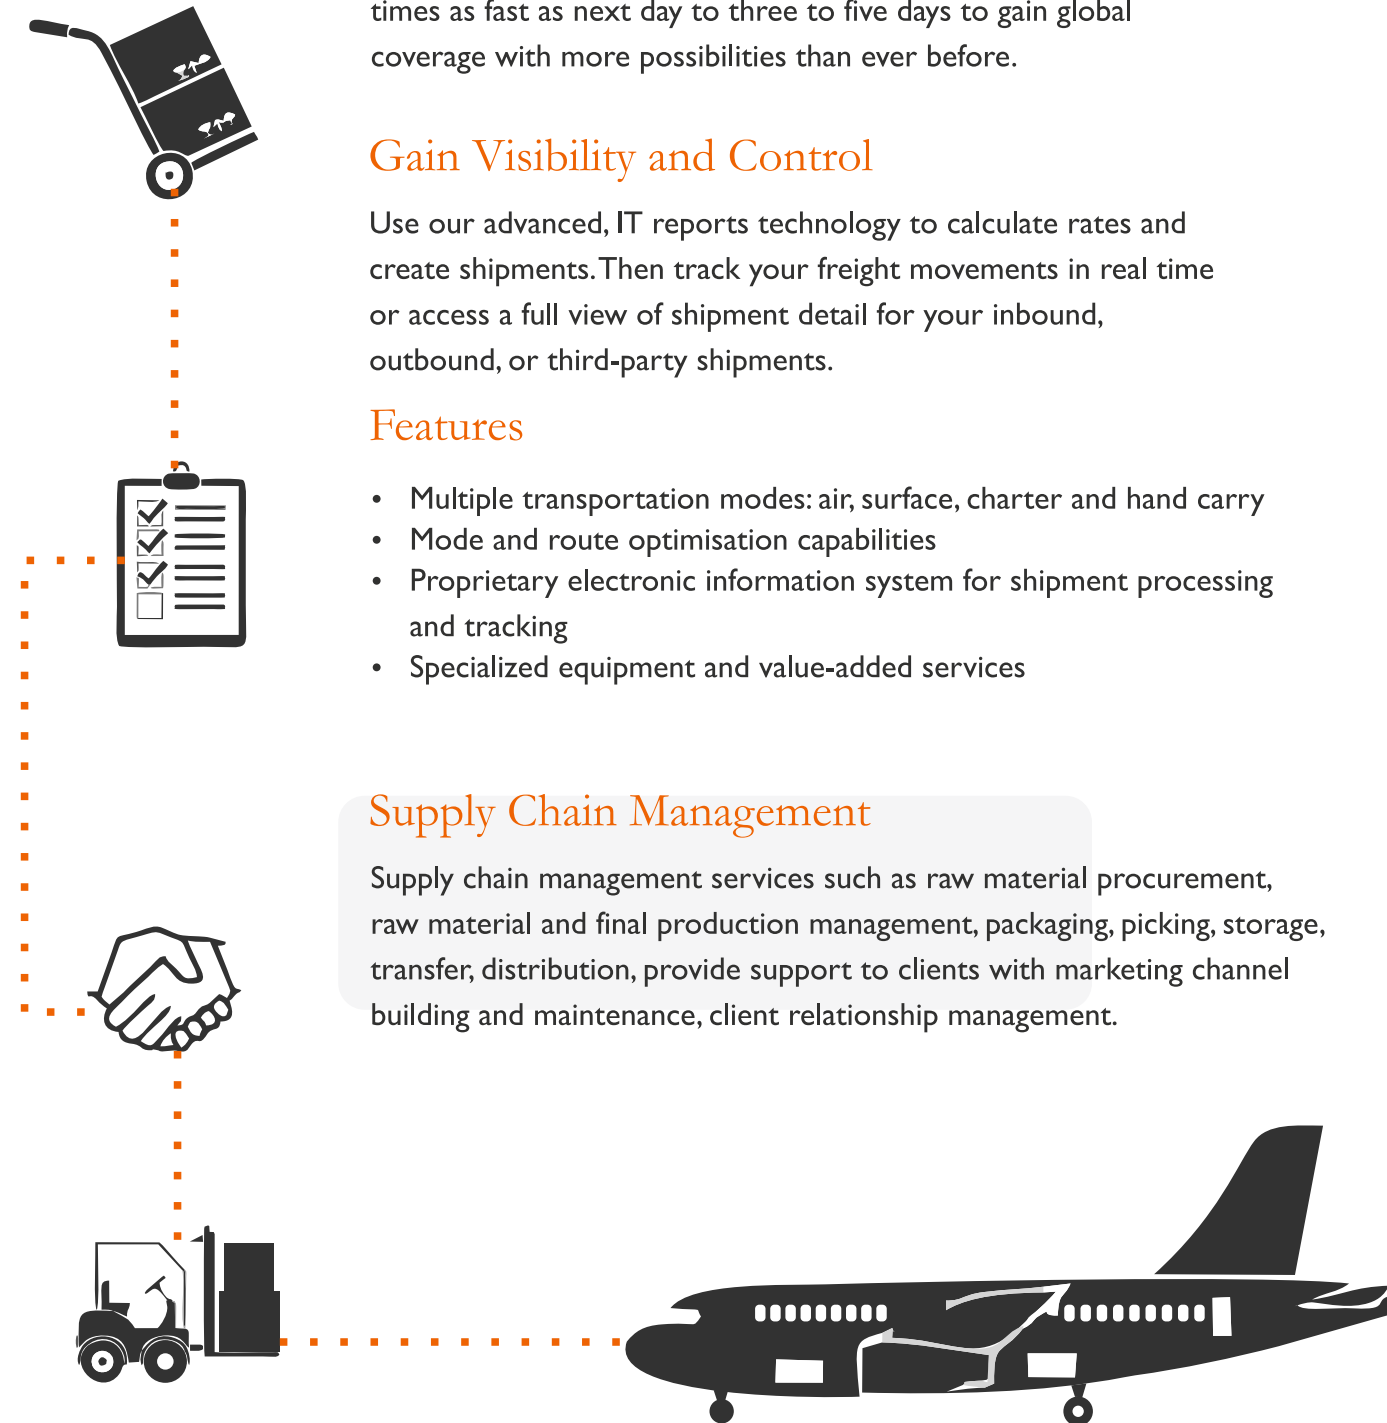 times as fast as next day to three to five days to gain global
coverage with more possibilities than ever before.
Gain Visibility and Control
Use our advanced, IT reports technology to calculate rates and
create shipments. Then track your freight movements in real time
or access a full view of shipment detail for your inbound,
outbound, or third-party shipments.
Features
• Multiple transportation modes: air, surface, charter and hand carry
• Mode and route optimisation capabilities
• Proprietary electronic information system for shipment processing
and tracking
• Specialized equipment and value-added services
Supply Chain Management
Supply chain management services such as raw material procurement,
raw material and final production management, packaging, picking, storage,
transfer, distribution, provide support to clients with marketing channel
building and maintenance, client relationship management.